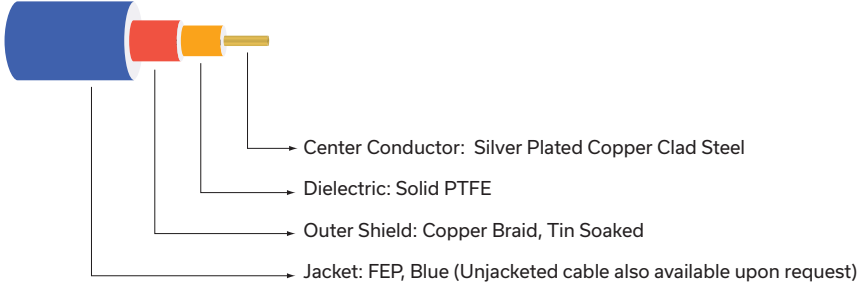 Center Conductor: Silver Plated Copper Clad Steel
Dielectric: Solid PTFE
Outer Shield: Copper Braid, Tin Soaked
Jacket: FEP, Blue (Unjacketed cable also available upon request)